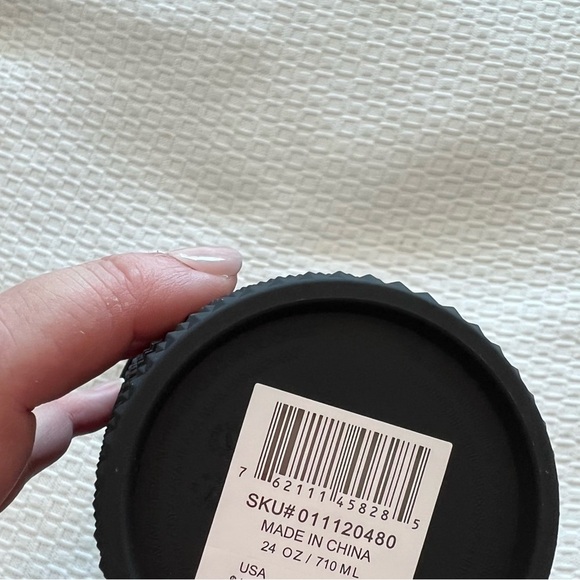 7 62111 45828 5
SKU# 011120480
MADE IN CHINA
24 OZ / 710 ML
USA